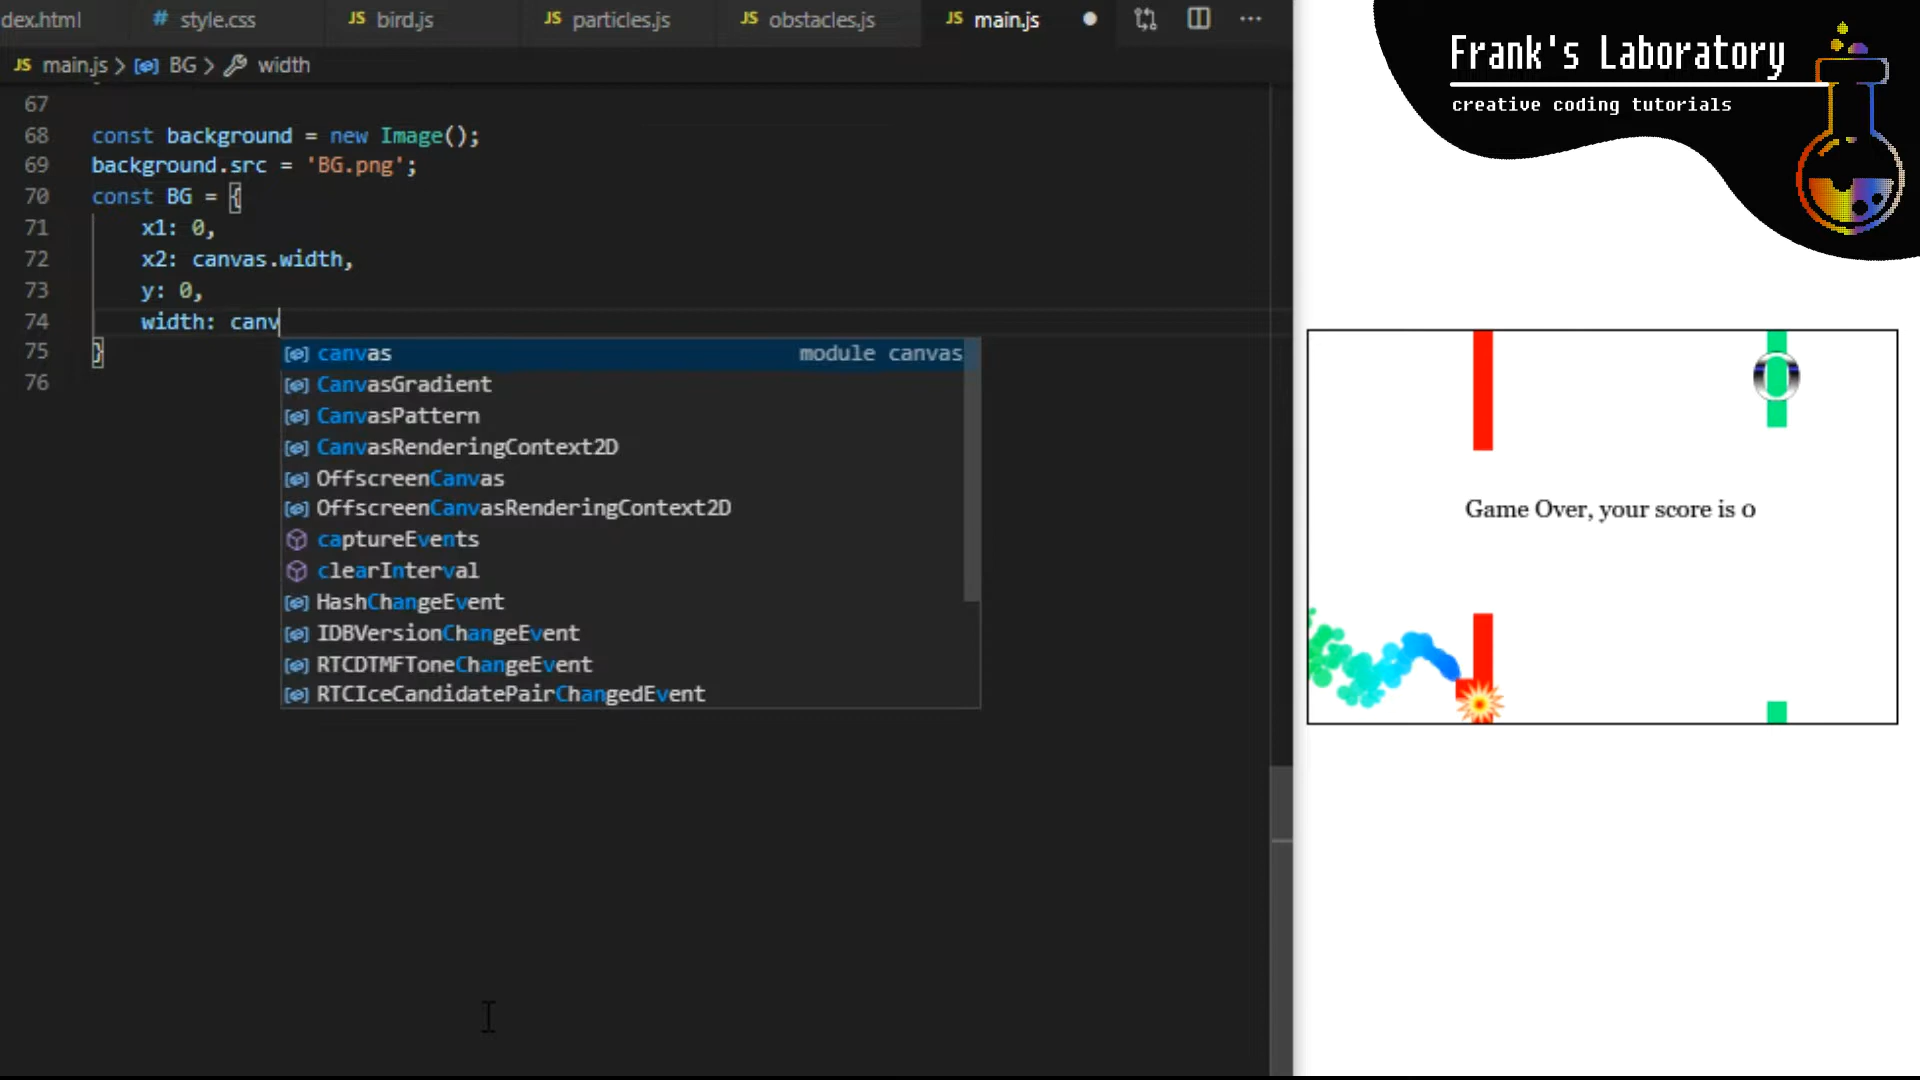 dex.html
# style.css
JS bird.js
JS particles.js
JS obstacles.js
JS main.js
JS main.js > BG > width
67
68 const background = new Image();
69 background.src = 'BG.png';
70 const BG = {
71 x1: 0,
72 x2: canvas.width,
73 y: 0,
74 width: canv
75 }
76
canvas module canvas
CanvasGradient
CanvasPattern
CanvasRenderingContext2D
OffscreenCanvas
OffscreenCanvasRenderingContext2D
captureEvents
clearInterval
HashChangeEvent
IDBVersionChangeEvent
RTCDTMFToneChangeEvent
RTCIceCandidatePairChangedEvent
Frank's Laboratory
creative coding tutorials
Game Over, your score is 0